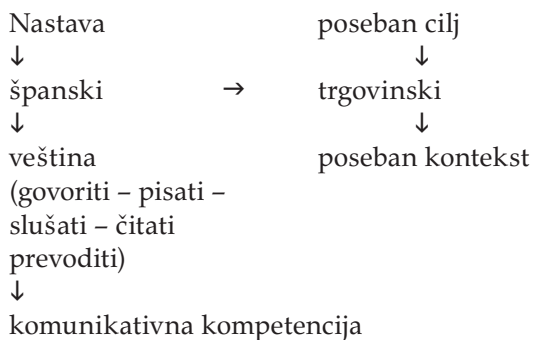 Nastava poseban cilj
↓ ↓
španski → trgovinski
↓ ↓
veština poseban kontekst
(govoriti – pisati –
slušati – čitati
prevoditi)
↓
komunikativna kompetencija